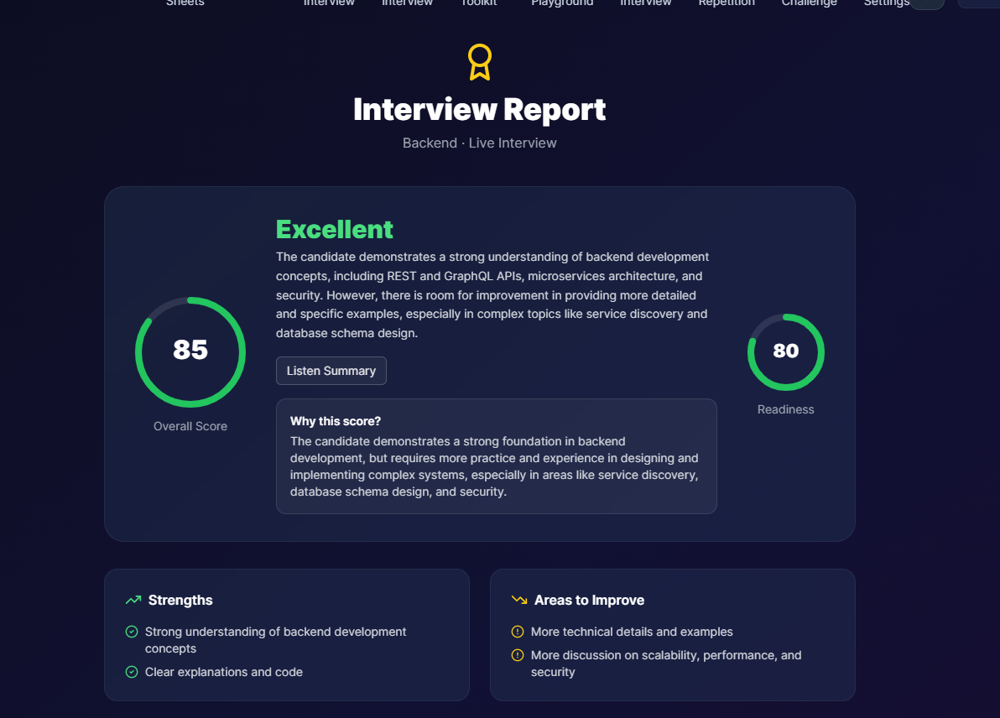 Sheets Interview Interview Toolkit Playground Interview Repetition Challenge Settings
Interview Report
Backend · Live Interview
Excellent
The candidate demonstrates a strong understanding of backend development
concepts, including REST and GraphQL APIs, microservices architecture, and
security. However, there is room for improvement in providing more detailed
and specific examples, especially in complex topics like service discovery and
database schema design.
85
Overall Score
Listen Summary
80
Readiness
Why this score?
The candidate demonstrates a strong foundation in backend
development, but requires more practice and experience in designing and
implementing complex systems, especially in areas like service discovery,
database schema design, and security.
Strengths
Strong understanding of backend development
concepts
Clear explanations and code
Areas to Improve
More technical details and examples
More discussion on scalability, performance, and
security